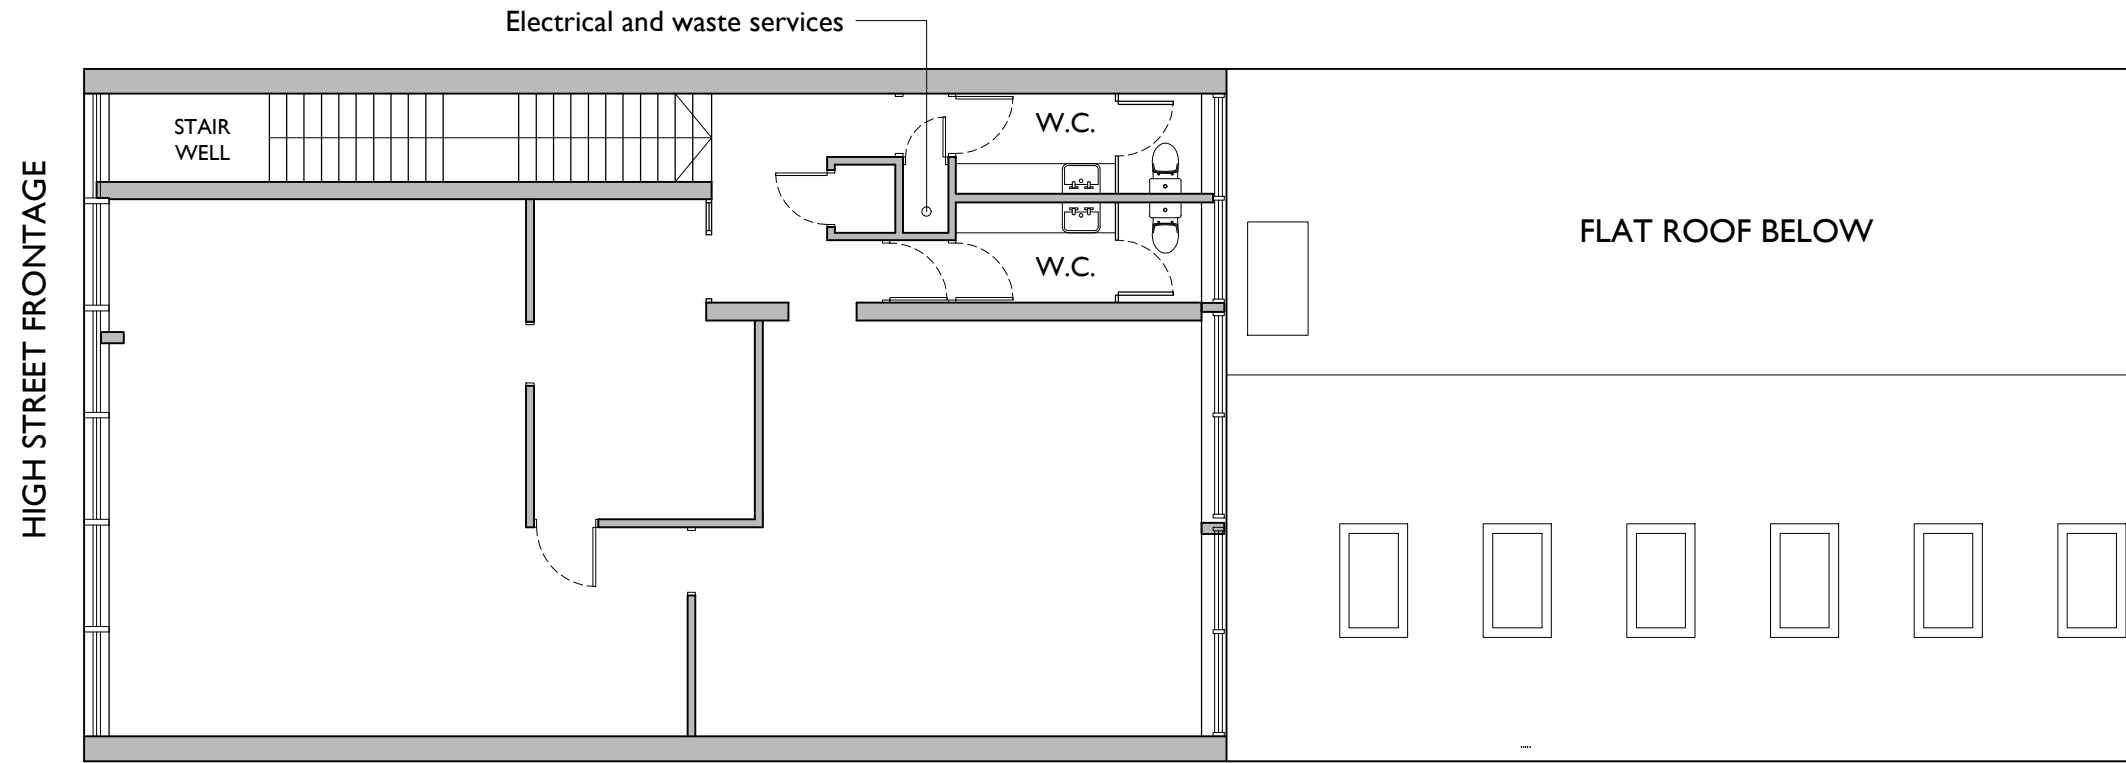 Electrical and waste services
STAIR
WELL
W.C.
W.C.
HIGH STREET FRONTAGE
FLAT ROOF BELOW